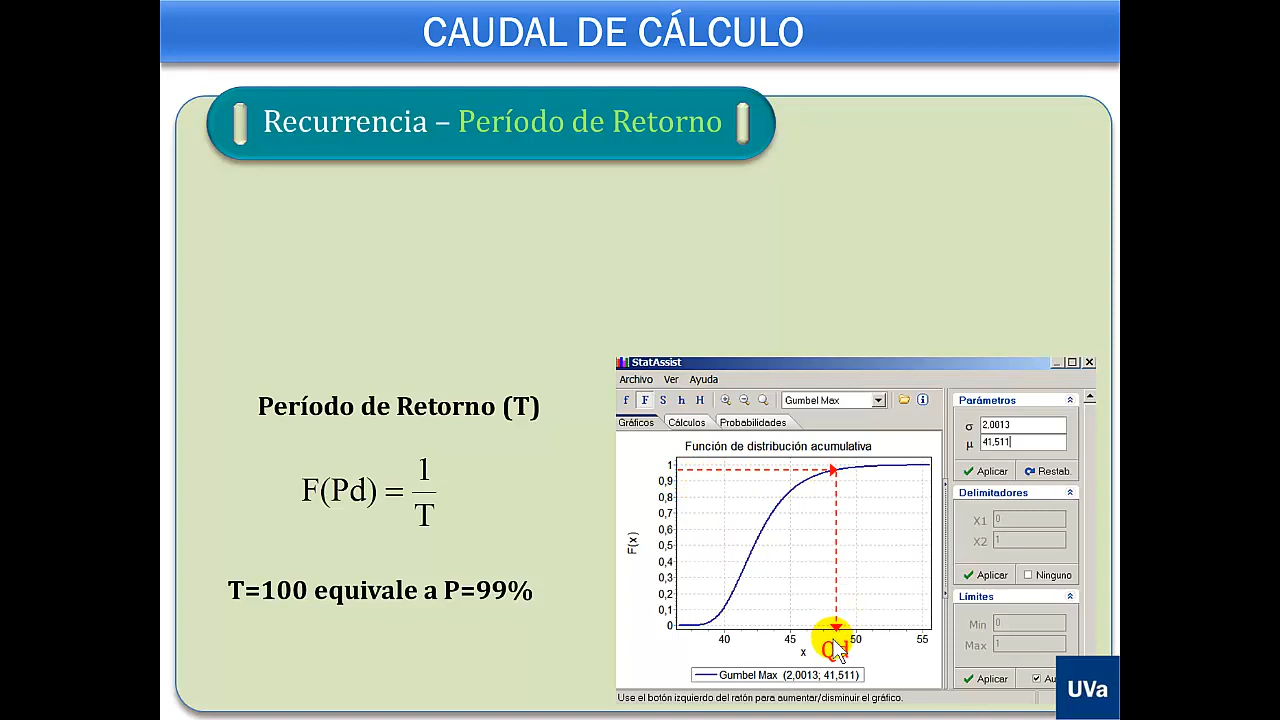 CAUDAL DE CÁLCULO
Recurrencia – Período de Retorno
Período de Retorno (T)
F(Pd) = 1/T
T=100 equivale a P=99%
StatAssist
Archivo Ver Ayuda
f F S h H Gumbel Max
Gráficos Cálculos Probabilidades
Función de distribución acumulativa
F(x)
1
0,9
0,8
0,7
0,6
0,5
0,4
0,3
0,2
0,1
0
40 45 50 55
x
Qd
Gumbel Max (2,0013; 41,511)
Use el botón izquierdo del ratón para aumentar/disminuir el gráfico.
Parámetros
σ 2,0013
μ 41,511
Aplicar Restab.
Delimitadores
X1 0
X2 1
Aplicar Ninguno
Límites
Min 0
Max 1
Aplicar Au
UVa